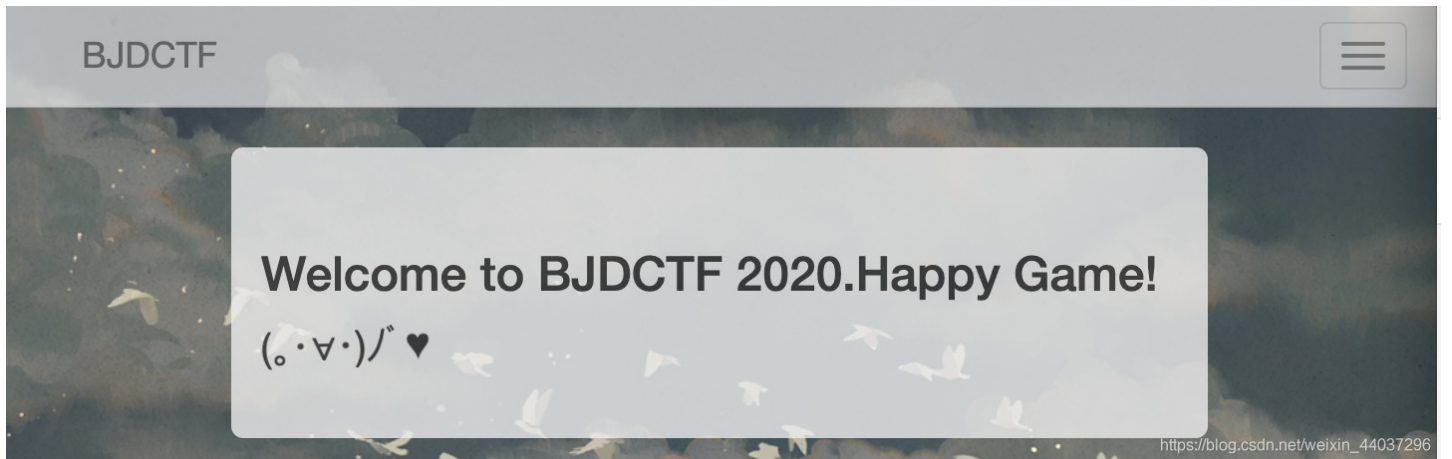 BJDCTF
Welcome to BJDCTF 2020.Happy Game!
(｡･∀･)ﾉﾞ♥
https://blog.csdn.net/weixin_44037296